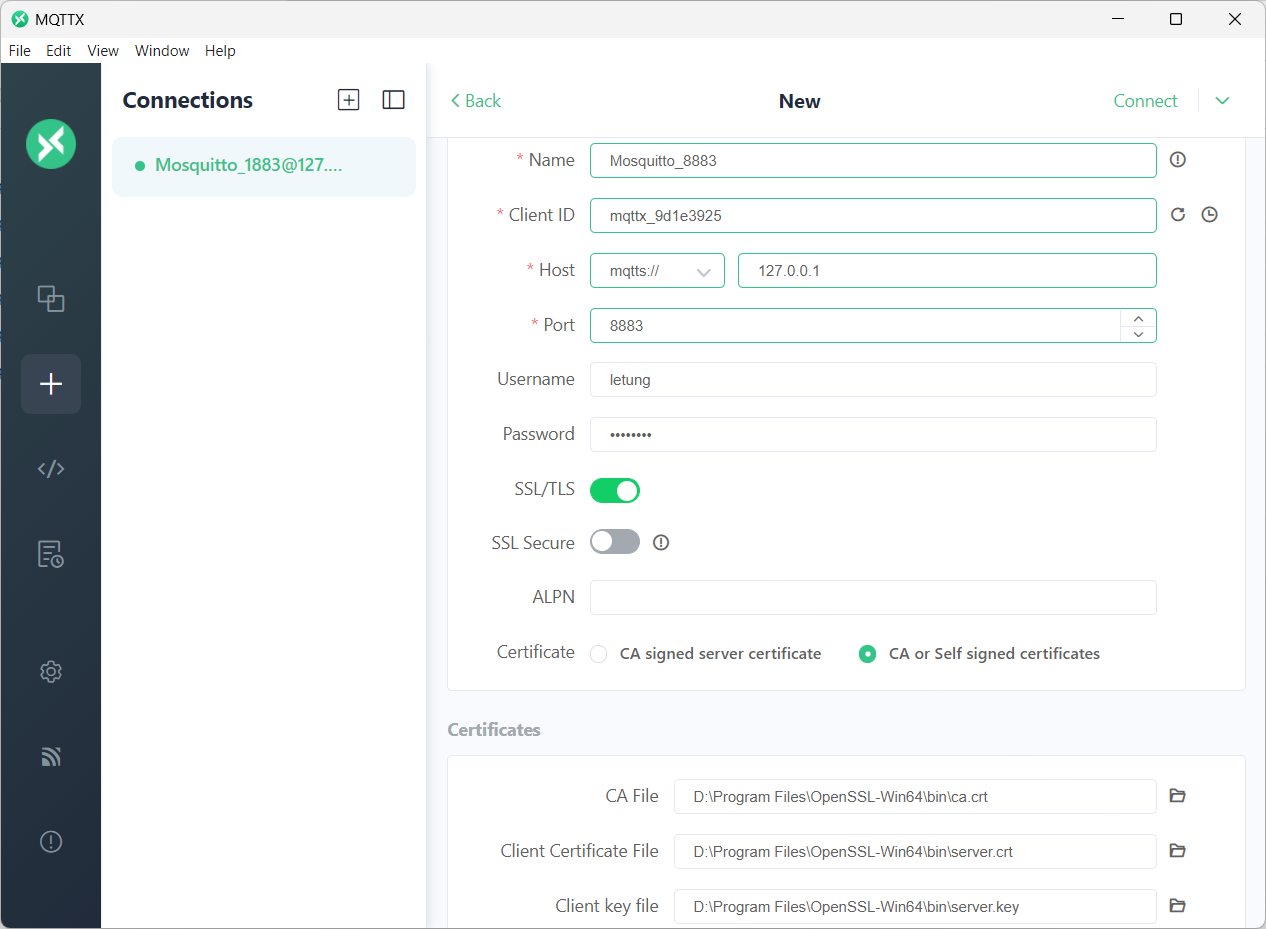 MQTTX
File Edit View Window Help
Connections
Mosquitto_1883@127....
Back New Connect
* Name Mosquitto_8883
* Client ID mqttx_9d1e3925
* Host mqtts:// 127.0.0.1
* Port 8883
Username letung
Password ••••••••
SSL/TLS
SSL Secure
ALPN
Certificate CA signed server certificate CA or Self signed certificates
Certificates
CA File D:\Program Files\OpenSSL-Win64\bin\ca.crt
Client Certificate File D:\Program Files\OpenSSL-Win64\bin\server.crt
Client key file D:\Program Files\OpenSSL-Win64\bin\server.key